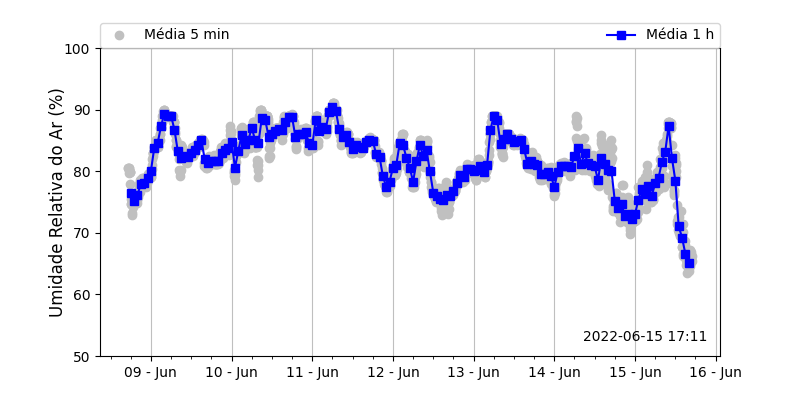 Média 5 min
Média 1 h
Umidade Relativa do Ar (%)
100
90
80
70
60
50
2022-06-15 17:11
09 - Jun
10 - Jun
11 - Jun
12 - Jun
13 - Jun
14 - Jun
15 - Jun
16 - Jun